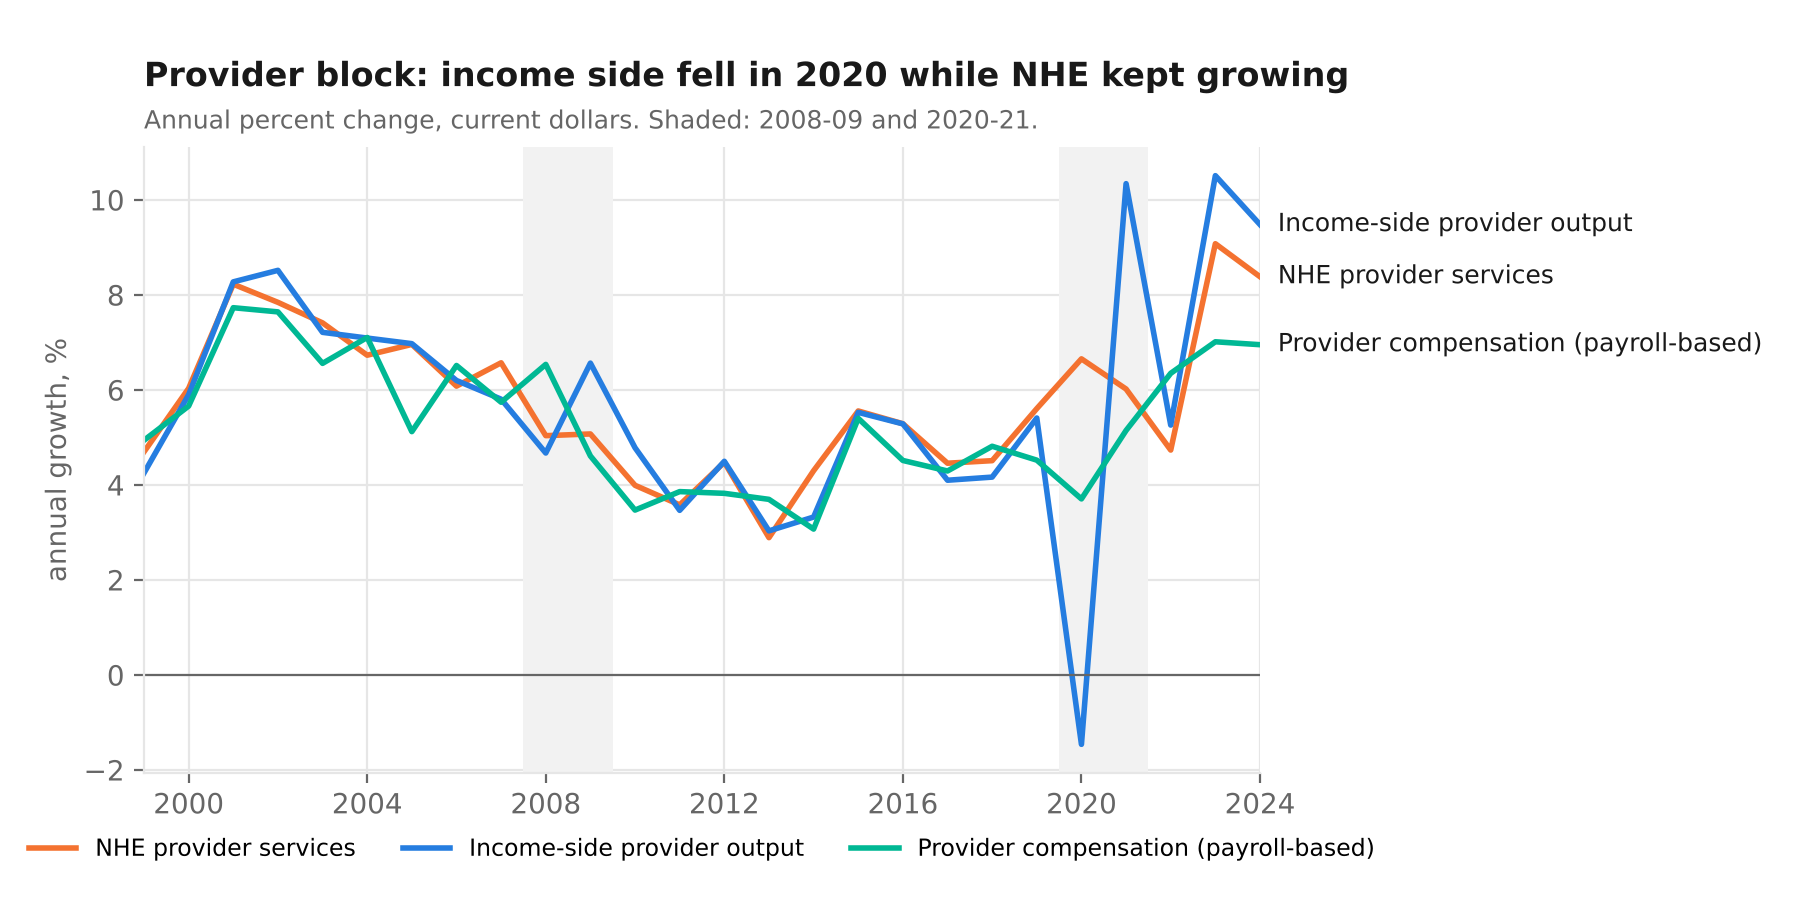 Provider block: income side fell in 2020 while NHE kept growing
Annual percent change, current dollars. Shaded: 2008-09 and 2020-21.
annual growth, %
10
8
6
4
2
0
−2
2000 2004 2008 2012 2016 2020 2024
Income-side provider output
NHE provider services
Provider compensation (payroll-based)
NHE provider services Income-side provider output Provider compensation (payroll-based)